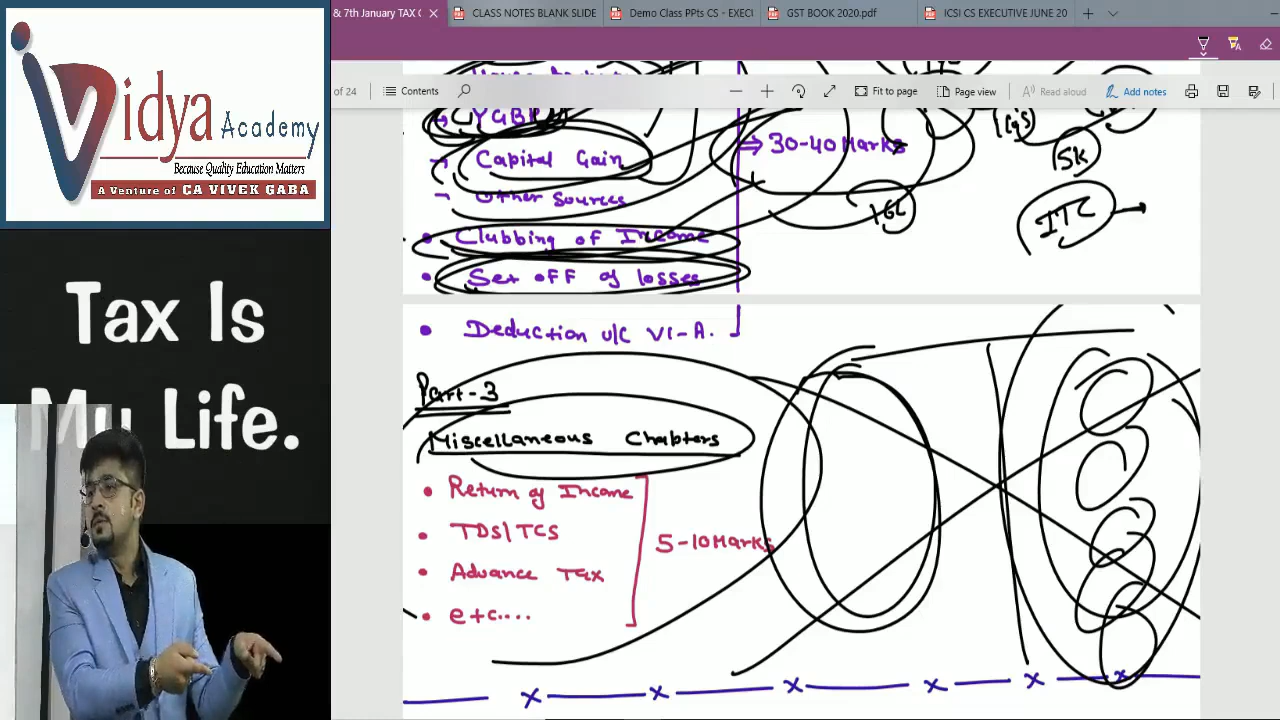 & 7th January TAX C
CLASS NOTES BLANK SLIDE
Demo Class PPTs CS - EXECU
GST BOOK 2020.pdf
ICSI CS EXECUTIVE JUNE 20
of 24
Contents
Fit to page
Page view
Read aloud
Add notes
Vidya Academy
Because Quality Education Matters
A Venture of CA VIVEK GABA
Tax Is
My Life.
YGBP
Capital Gain
⇒ 30-40 Marks
Other Sources
Clubbing of Income
Set off of losses
SK
ITC →
Deduction u/c VI-A.
Part-3
Miscellaneous Chapters
Return of Income
TDS/TCS
Advance Tax
etc....
5-10 Marks